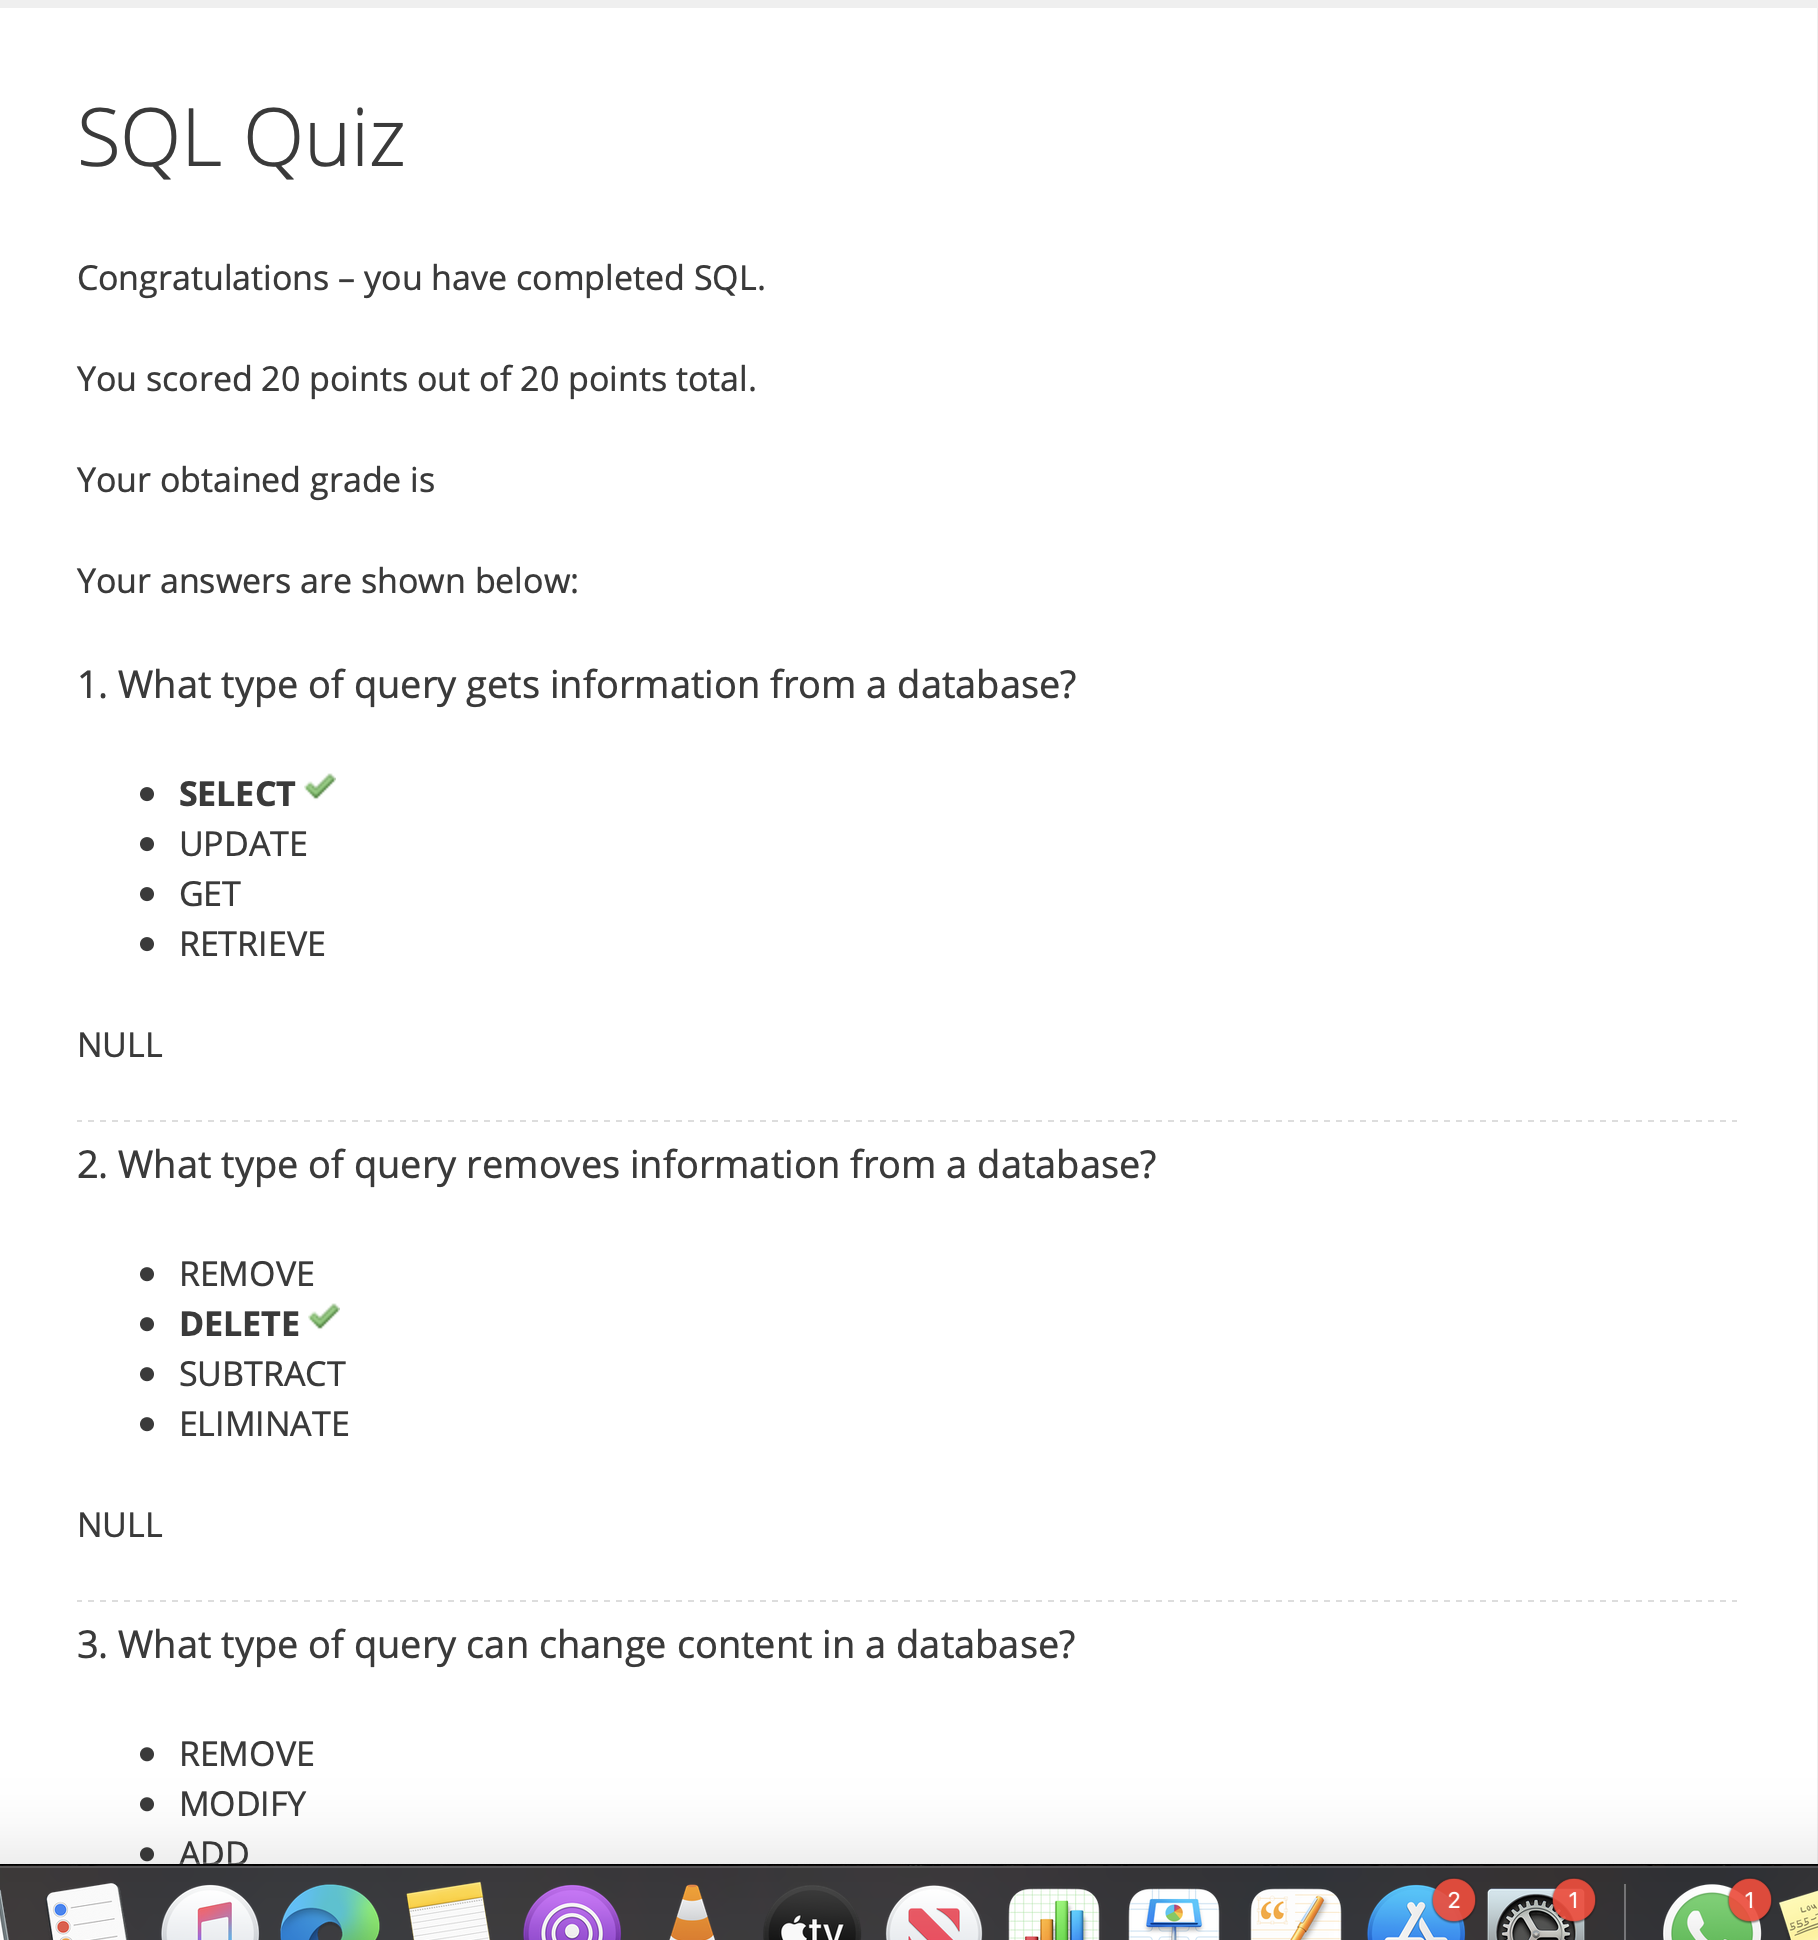 SQL Quiz
Congratulations – you have completed SQL.
You scored 20 points out of 20 points total.
Your obtained grade is
Your answers are shown below:
1. What type of query gets information from a database?
SELECT
UPDATE
GET
RETRIEVE
NULL
2. What type of query removes information from a database?
REMOVE
DELETE
SUBTRACT
ELIMINATE
NULL
3. What type of query can change content in a database?
REMOVE
MODIFY
ADD
tv
2
1
1